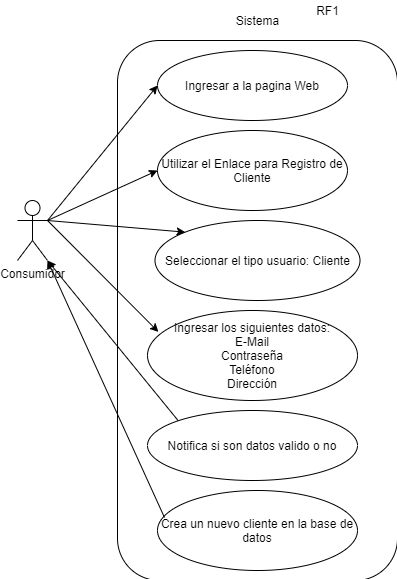 RF1
Sistema
Ingresar a la pagina Web
Utilizar el Enlace para Registro de
Cliente
Seleccionar el tipo usuario: Cliente
Consumidor
Ingresar los siguientes datos:
E-Mail
Contraseña
Teléfono
Dirección
Notifica si son datos valido o no
Crea un nuevo cliente en la base de
datos